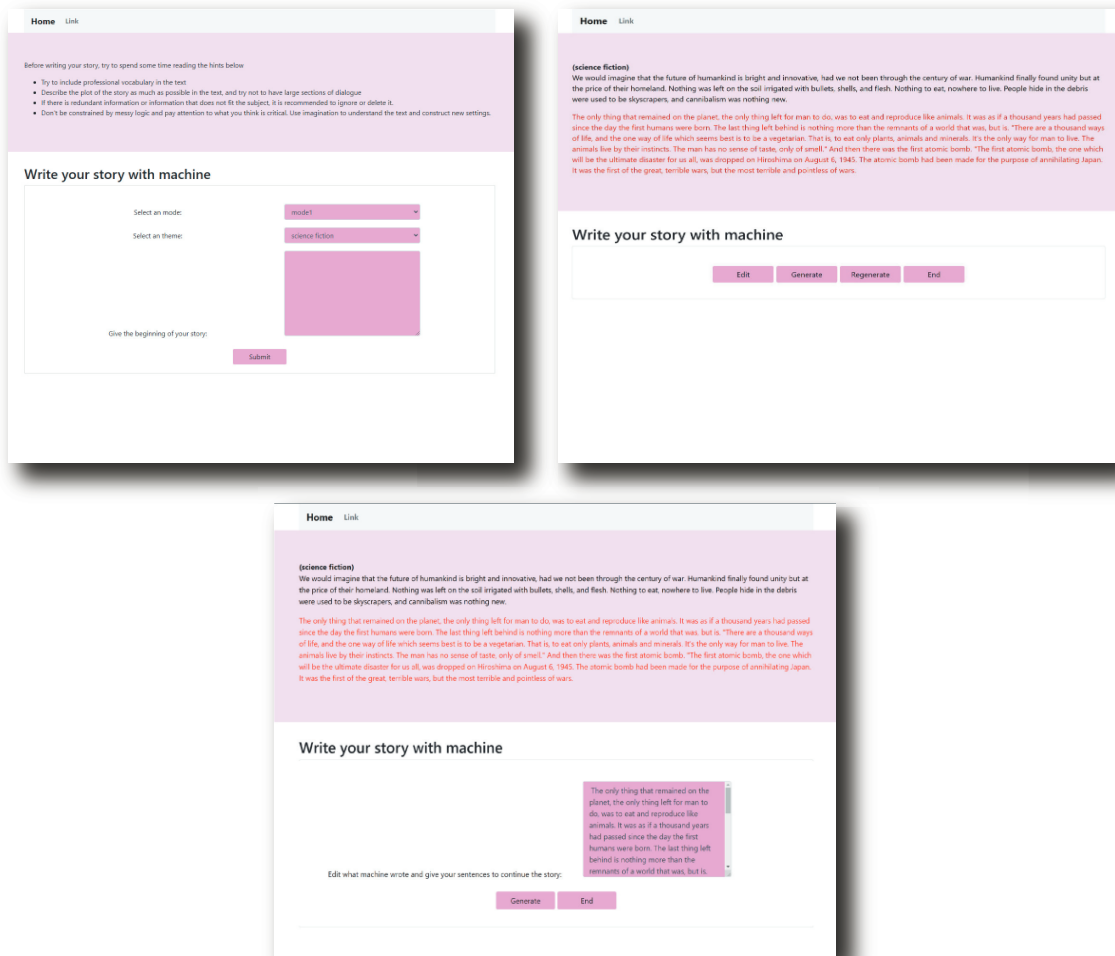 Home Link
Before writing your story, try to spend some time reading the hints below
Try to include professional vocabulary in the text
Describe the plot of the story as much as possible in the text, and try not to have large sections of dialogue
If there is redundant information or information that does not fit the subject, it is recommended to ignore or delete it.
Don't be constrained by messy logic and pay attention to what you think is critical. Use imagination to understand the text and construct new settings.
Write your story with machine
Select an mode:
mode1
Select an theme:
science fiction
Give the beginning of your story:
Submit
Home Link
(science fiction)
We would imagine that the future of humankind is bright and innovative, had we not been through the century of war. Humankind finally found unity but at
the price of their homeland. Nothing was left on the soil irrigated with bullets, shells, and flesh. Nothing to eat, nowhere to live. People hide in the debris
were used to be skyscrapers, and cannibalism was nothing new.
The only thing that remained on the planet, the only thing left for man to do, was to eat and reproduce like animals. It was as if a thousand years had passed
since the day the first humans were born. The last thing left behind is nothing more than the remnants of a world that was, but is. "There are a thousand ways
of life, and the one way of life which seems best is to be a vegetarian. That is, to eat only plants, animals and minerals. It's the only way for man to live. The
animals live by their instincts. The man has no sense of taste, only of smell." And then there was the first atomic bomb. "The first atomic bomb, the one which
will be the ultimate disaster for us all, was dropped on Hiroshima on August 6, 1945. The atomic bomb had been made for the purpose of annihilating Japan.
It was the first of the great, terrible wars, but the most terrible and pointless of wars.
Write your story with machine
Edit Generate Regenerate End
Home Link
(science fiction)
We would imagine that the future of humankind is bright and innovative, had we not been through the century of war. Humankind finally found unity but at
the price of their homeland. Nothing was left on the soil irrigated with bullets, shells, and flesh. Nothing to eat, nowhere to live. People hide in the debris
were used to be skyscrapers, and cannibalism was nothing new.
The only thing that remained on the planet, the only thing left for man to do, was to eat and reproduce like animals. It was as if a thousand years had passed
since the day the first humans were born. The last thing left behind is nothing more than the remnants of a world that was, but is. "There are a thousand ways
of life, and the one way of life which seems best is to be a vegetarian. That is, to eat only plants, animals and minerals. It's the only way for man to live. The
animals live by their instincts. The man has no sense of taste, only of smell." And then there was the first atomic bomb. "The first atomic bomb, the one which
will be the ultimate disaster for us all, was dropped on Hiroshima on August 6, 1945. The atomic bomb had been made for the purpose of annihilating Japan.
It was the first of the great, terrible wars, but the most terrible and pointless of wars.
Write your story with machine
The only thing that remained on the
planet, the only thing left for man to
do, was to eat and reproduce like
animals. It was as if a thousand years
had passed since the day the first
humans were born. The last thing left
behind is nothing more than the
remnants of a world that was, but is.
Edit what machine wrote and give your sentences to continue the story:
Generate End